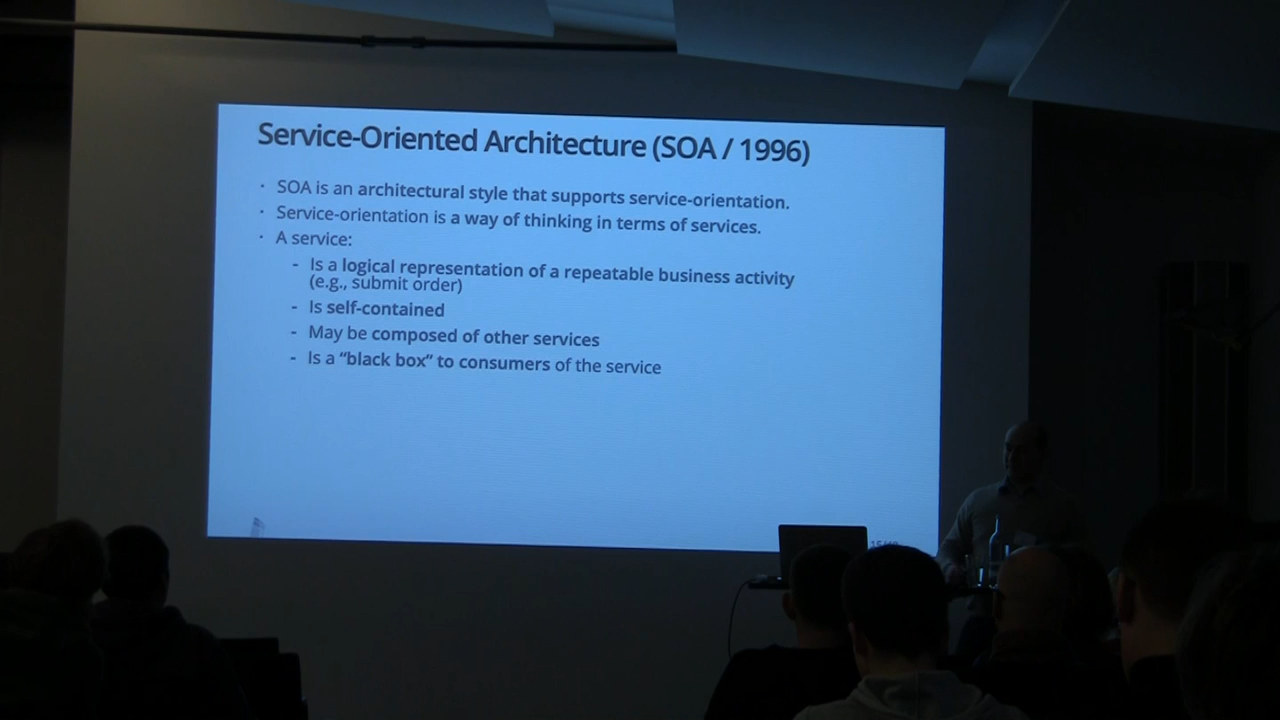 Service-Oriented Architecture (SOA / 1996)
· SOA is an architectural style that supports service-orientation.
· Service-orientation is a way of thinking in terms of services.
· A service:
- Is a logical representation of a repeatable business activity
(e.g., submit order)
- Is self-contained
- May be composed of other services
- Is a “black box” to consumers of the service